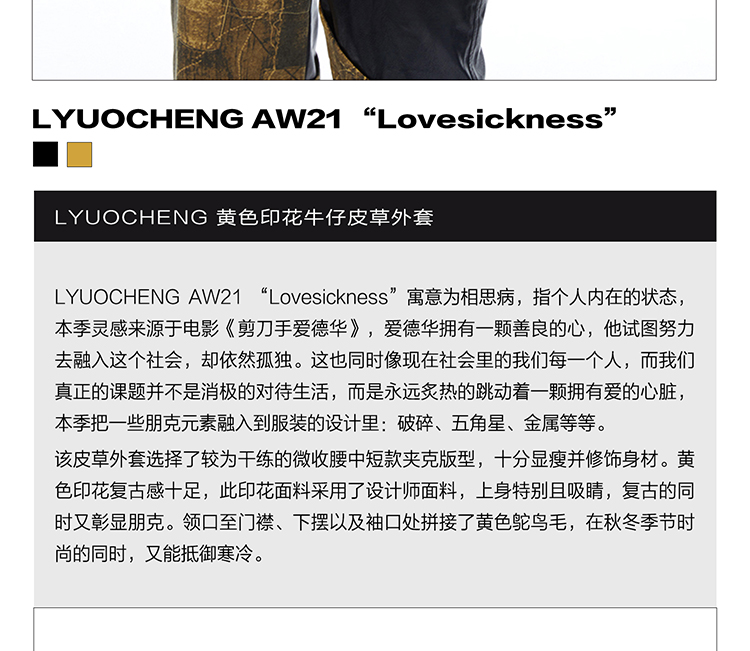 LYUOCHENG AW21 “Lovesickness”
LYUOCHENG 黄色印花牛仔皮草外套
LYUOCHENG AW21 “Lovesickness”寓意为相思病，指个人内在的状态，
本季灵感来源于电影《剪刀手爱德华》，爱德华拥有一颗善良的心，他试图努力
去融入这个社会，却依然孤独。这也同时像现在社会里的我们每一个人，而我们
真正的课题并不是消极的对待生活，而是永远炙热的跳动着一颗拥有爱的心脏，
本季把一些朋克元素融入到服装的设计里：破碎、五角星、金属等等。
该皮草外套选择了较为干练的微收腰中短款夹克版型，十分显瘦并修饰身材。黄
色印花复古感十足，此印花面料采用了设计师面料，上身特别且吸睛，复古的同
时又彰显朋克。领口至门襟、下摆以及袖口处拼接了黄色鸵鸟毛，在秋冬季节时
尚的同时，又能抵御寒冷。